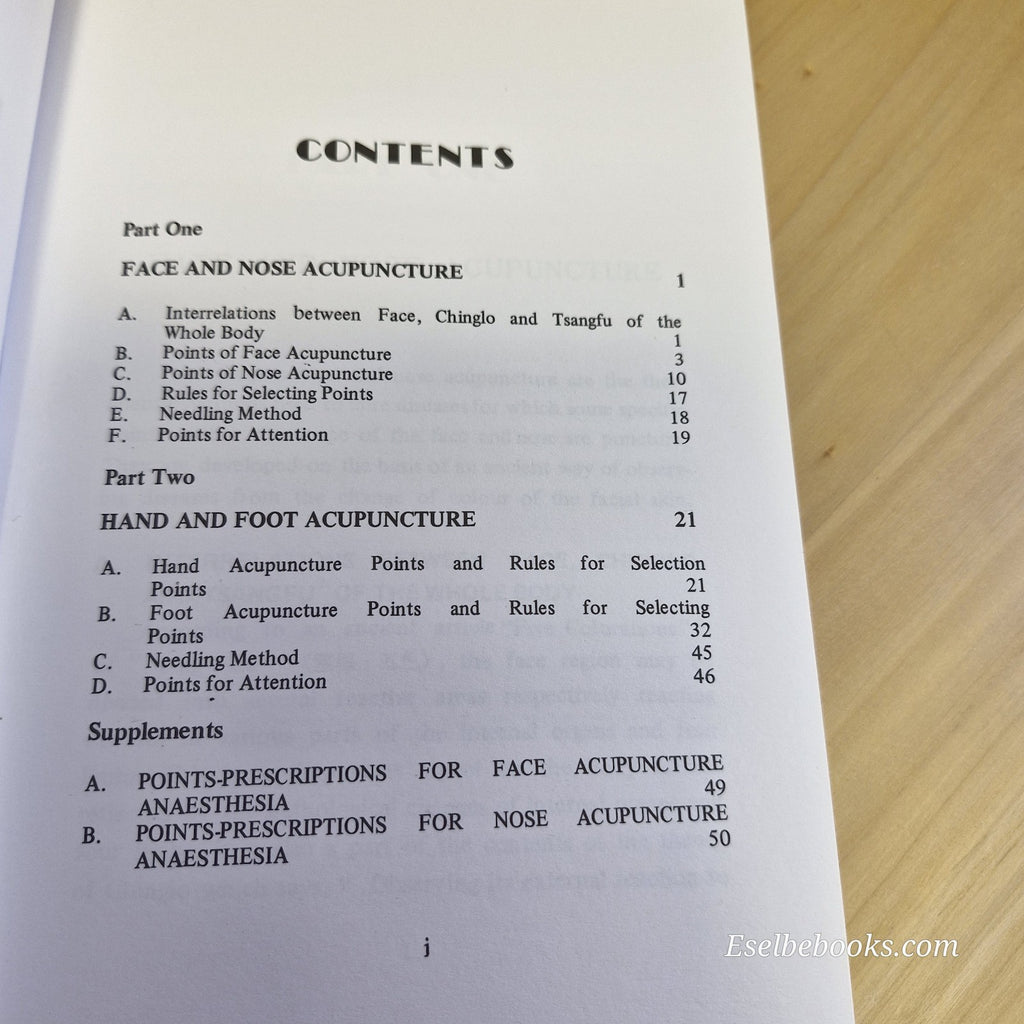 CONTENTS
Part One
FACE AND NOSE ACUPUNCTURE 1
A. Interrelations between Face, Chinglo and Tsangfu of the
Whole Body 1
B. Points of Face Acupuncture 3
C. Points of Nose Acupuncture 10
D. Rules for Selecting Points 17
E. Needling Method 18
F. Points for Attention 19
Part Two
HAND AND FOOT ACUPUNCTURE 21
A. Hand Acupuncture Points and Rules for Selection
Points 21
B. Foot Acupuncture Points and Rules for Selecting
Points 32
C. Needling Method 45
D. Points for Attention 46
Supplements
A. POINTS-PRESCRIPTIONS FOR FACE ACUPUNCTURE
ANAESTHESIA 49
B. POINTS-PRESCRIPTIONS FOR NOSE ACUPUNCTURE
ANAESTHESIA 50
j
Eselbebooks.com